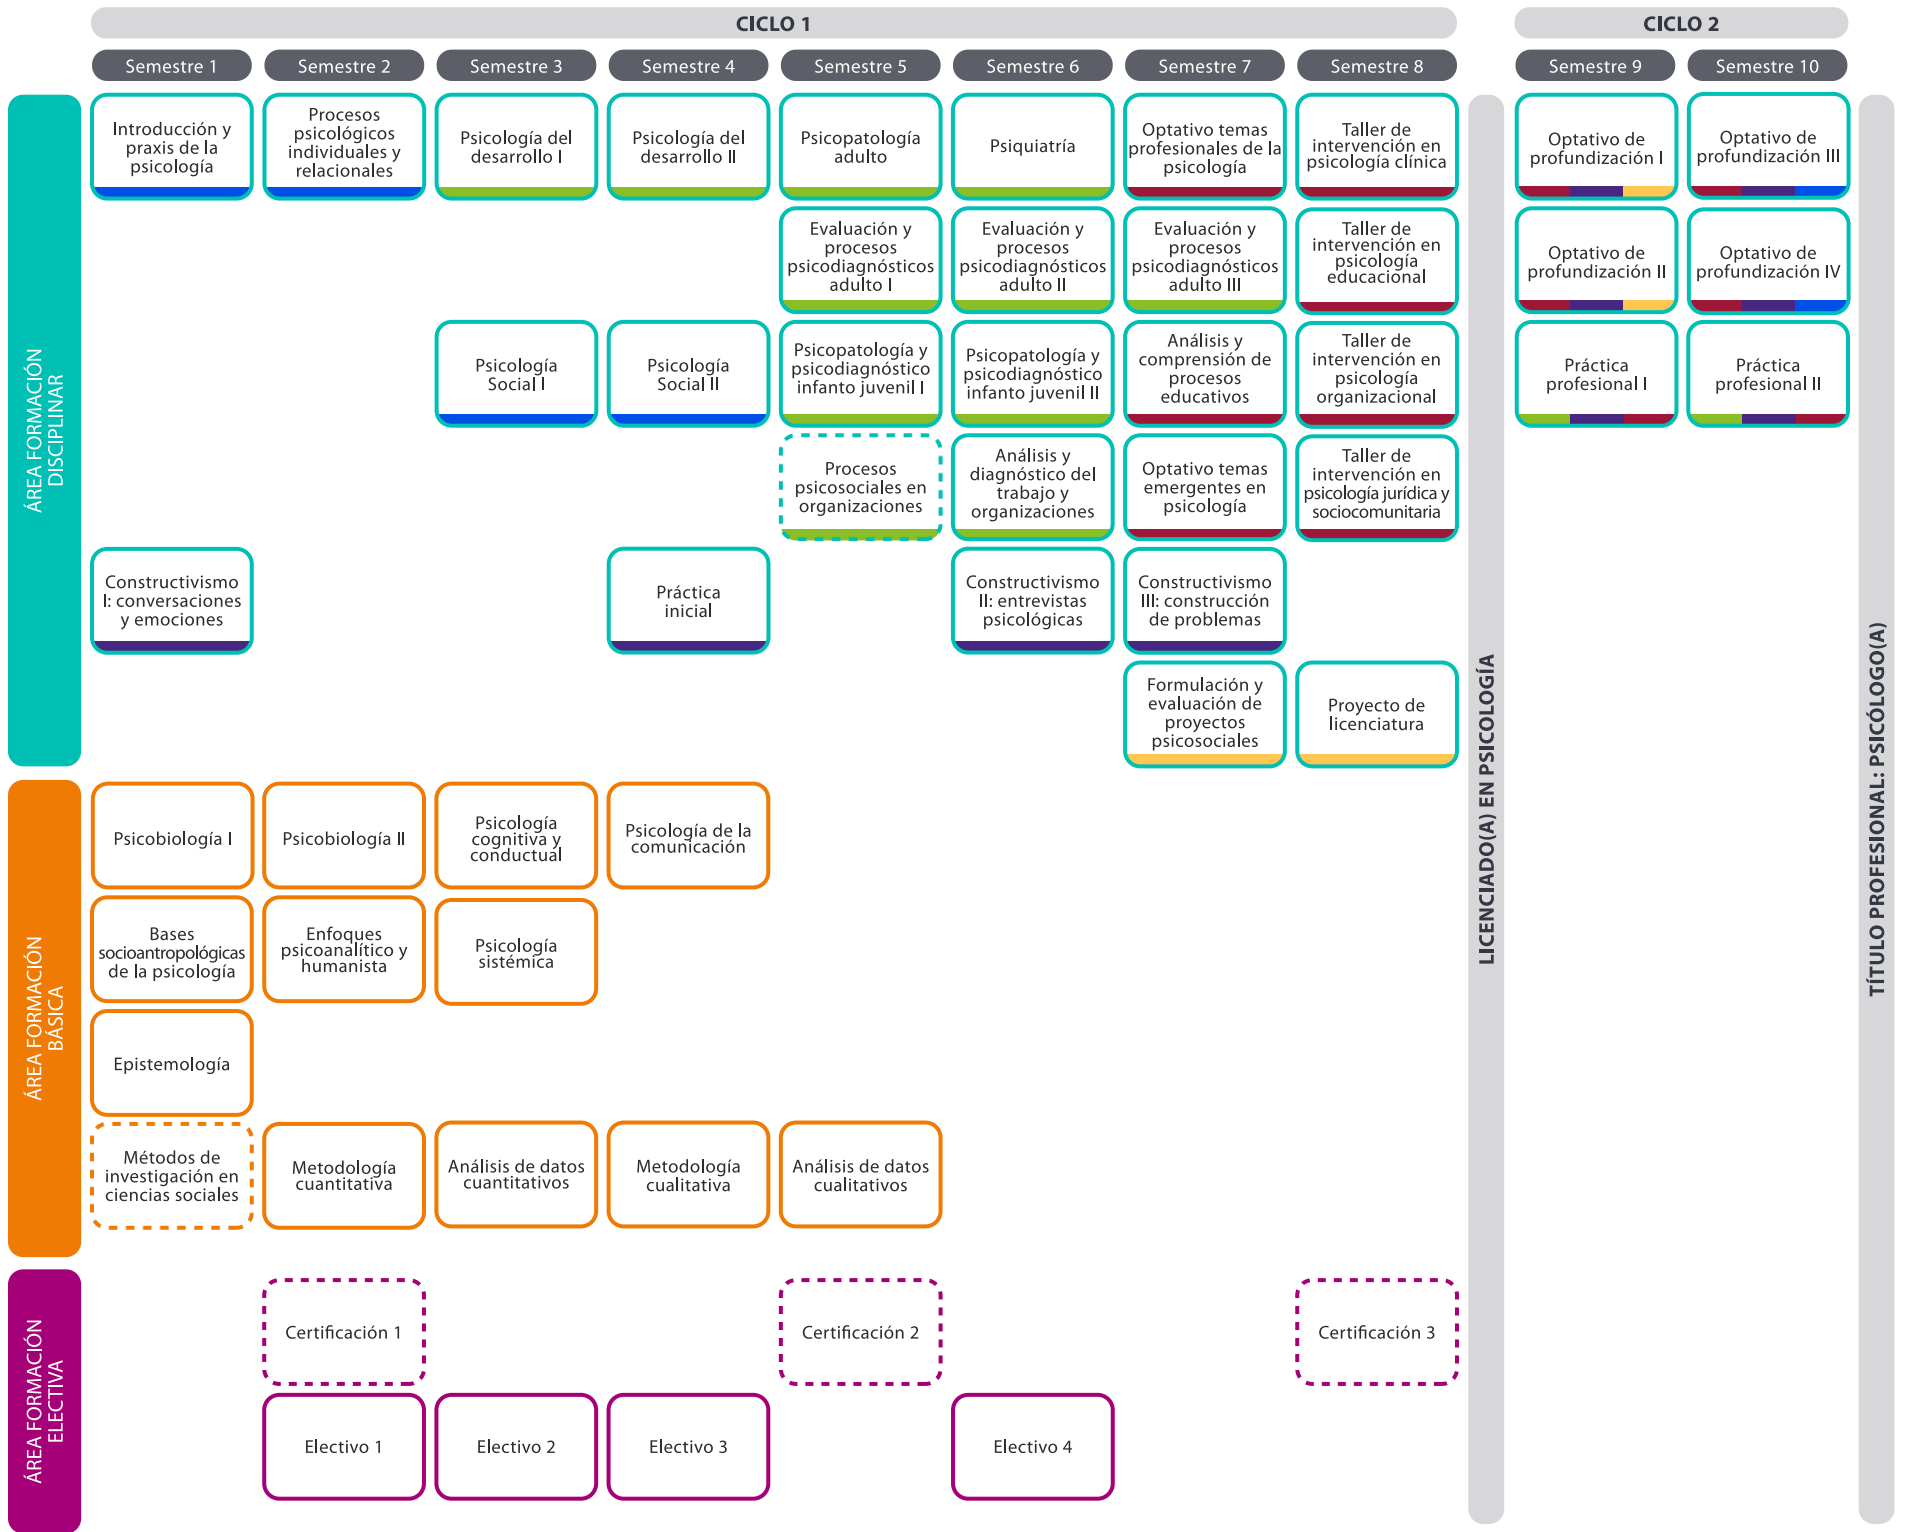 CICLO 1
CICLO 2
Semestre 1
Semestre 2
Semestre 3
Semestre 4
Semestre 5
Semestre 6
Semestre 7
Semestre 8
Semestre 9
Semestre 10
ÁREA FORMACIÓN
DISCIPLINAR
Introducción y
praxis de la
psicología
Procesos
psicológicos
individuales y
relacionales
Psicología del
desarrollo I
Psicología del
desarrollo II
Psicopatología
adulto
Psiquiatría
Optativo temas
profesionales de la
psicología
Taller de
intervención en
psicología clínica
Optativo de
profundización I
Optativo de
profundización III
Evaluación y
procesos
psicodiagnósticos
adulto I
Evaluación y
procesos
psicodiagnósticos
adulto II
Evaluación y
procesos
psicodiagnósticos
adulto III
Taller de
intervención en
psicología
educacional
Optativo de
profundización II
Optativo de
profundización IV
Psicología
Social I
Psicología
Social II
Psicopatología y
psicodiagnóstico
infanto juvenil I
Psicopatología y
psicodiagnóstico
infanto juvenil II
Análisis y
comprensión de
procesos
educativos
Taller de
intervención en
psicología
organizacional
Práctica
profesional I
Práctica
profesional II
Procesos
psicosociales en
organizaciones
Análisis y
diagnóstico del
trabajo y
organizaciones
Optativo temas
emergentes en
psicología
Taller de
intervención en
psicología jurídica y
sociocomunitaria
Constructivismo
I: conversaciones
y emociones
Práctica
inicial
Constructivismo
II: entrevistas
psicológicas
Constructivismo
III: construcción
de problemas
Formulación y
evaluación de
proyectos
psicosociales
Proyecto de
licenciatura
LICENCIADO(A) EN PSICOLOGÍA
TÍTULO PROFESIONAL: PSICÓLOGO(A)
ÁREA FORMACIÓN
BÁSICA
Psicobiología I
Psicobiología II
Psicología
cognitiva y
conductual
Psicología de la
comunicación
Bases
socioantropológicas
de la psicología
Enfoques
psicoanalítico y
humanista
Psicología
sistémica
Epistemología
Métodos de
investigación en
ciencias sociales
Metodología
cuantitativa
Análisis de datos
cuantitativos
Metodología
cualitativa
Análisis de datos
cualitativos
ÁREA FORMACIÓN
ELECTIVA
Certificación 1
Certificación 2
Certificación 3
Electivo 1
Electivo 2
Electivo 3
Electivo 4